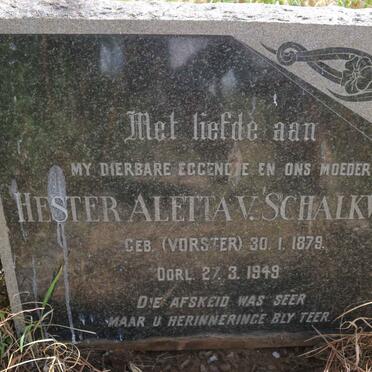 Met liefde aan
MY DIERBARE EGGENOTE EN ONS MOEDER
HESTER ALETTA V. SCHALK
GEB. (VORSTER) 30. 1. 1879.
OORL. 27. 3. 1949
DIE AFSKEID WAS SEER
MAAR U HERINNERINGE BLY TEER